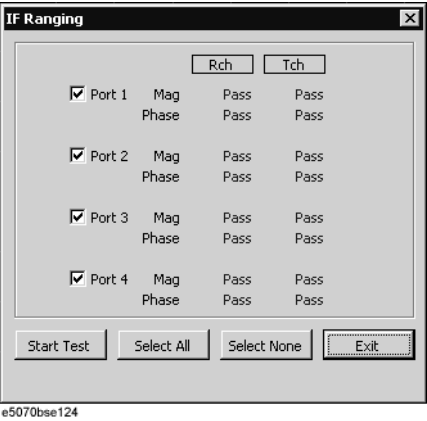 IF Ranging
Rch Tch
Port 1 Mag Pass Pass
Phase Pass Pass
Port 2 Mag Pass Pass
Phase Pass Pass
Port 3 Mag Pass Pass
Phase Pass Pass
Port 4 Mag Pass Pass
Phase Pass Pass
Start Test Select All Select None Exit
e5070bse124